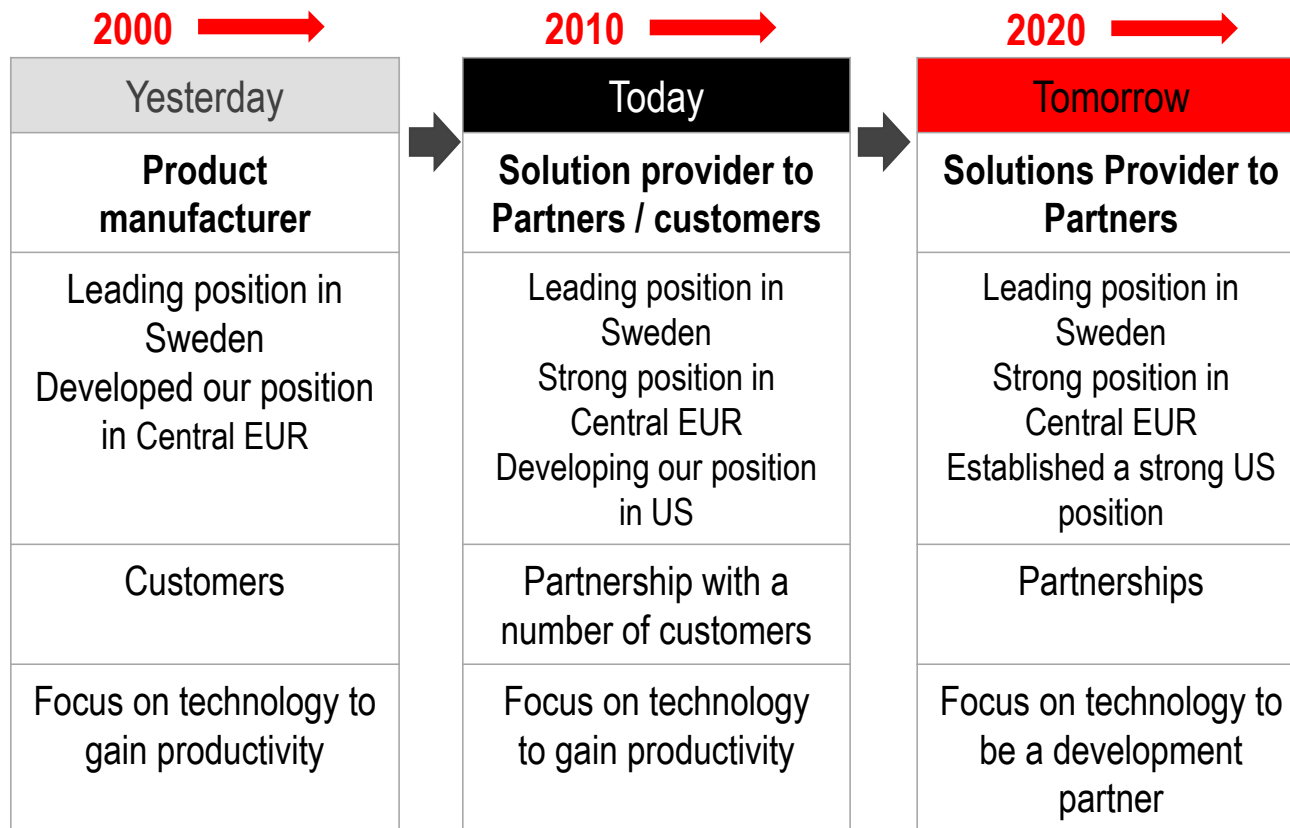 2000
2010
2020
Yesterday
Product
manufacturer
Leading position in
Sweden
Developed our position
in Central EUR
Customers
Focus on technology to
gain productivity
Today
Solution provider to
Partners / customers
Leading position in
Sweden
Strong position in
Central EUR
Developing our position
in US
Partnership with a
number of customers
Focus on technology
to gain productivity
Tomorrow
Solutions Provider to
Partners
Leading position in
Sweden
Strong position in
Central EUR
Established a strong US
position
Partnerships
Focus on technology to
be a development
partner